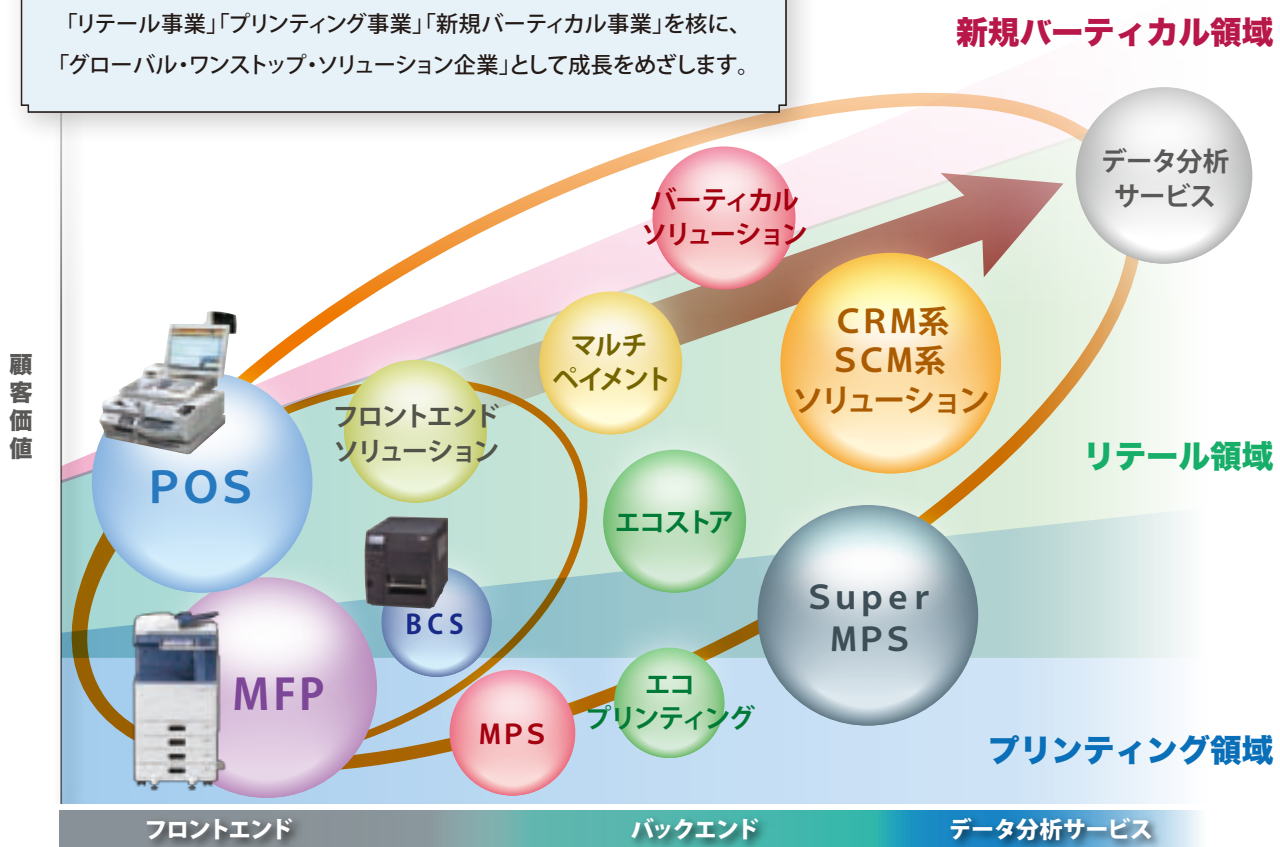 「リテール事業」「プリンティング事業」「新規バーティカル事業」を核に、
「グローバル・ワンストップ・ソリューション企業」として成長をめざします。
新規バーティカル領域
データ分析
サービス
バーティカル
ソリューション
CRM系
SCM系
ソリューション
マルチ
ペイメント
フロントエンド
ソリューション
顧客価値
POS
リテール領域
エコストア
Super
MPS
BCS
MFP
エコ
プリンティング
MPS
プリンティング領域
フロントエンド
バックエンド
データ分析サービス